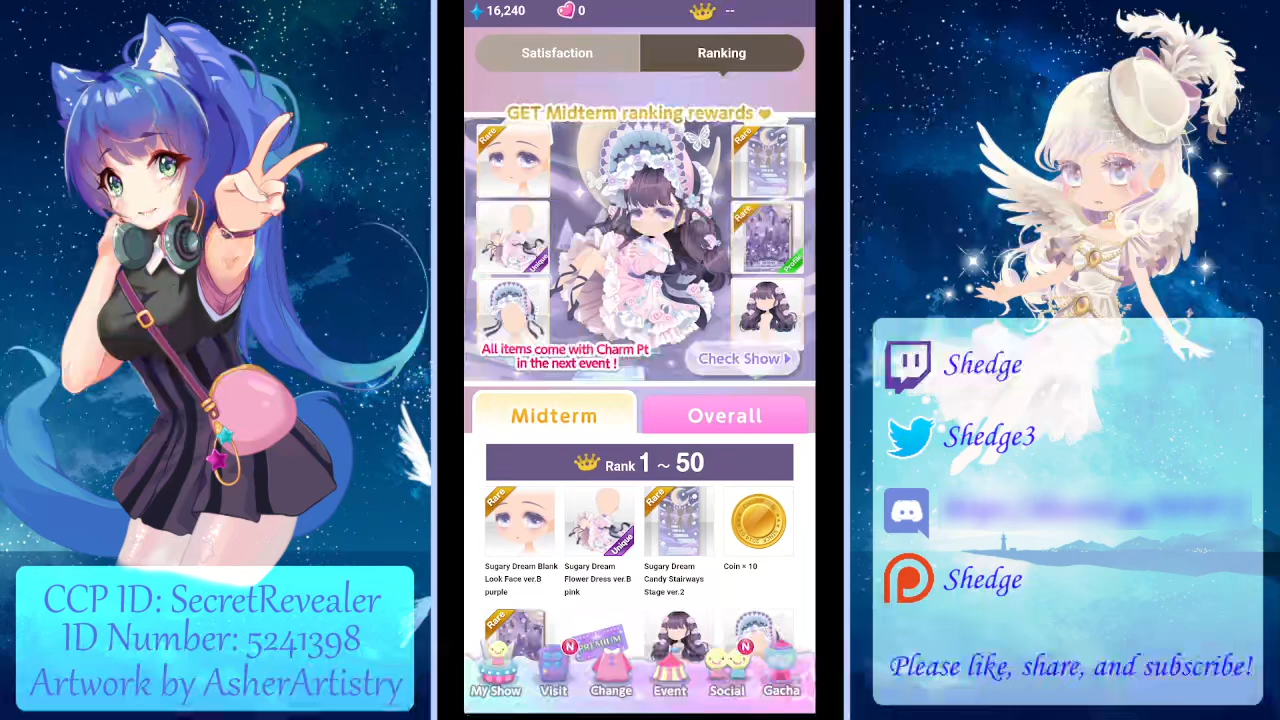 16,240
0
--
Satisfaction
Ranking
GET Midterm ranking rewards
Rare
Rare
Unique
Rare
Profile
All items come with Charm Pt
in the next event !
Check Show
Midterm
Overall
Rank 1 ~ 50
Rare
Unique
Rare
Sugary Dream Blank
Look Face ver.B
purple
Sugary Dream
Flower Dress ver.B
pink
Sugary Dream
Candy Stairways
Stage ver.2
Coin × 10
Rare
PREMIUM
N
N
My Show
Visit
Change
Event
Social
Gacha
CCP ID: SecretRevealer
ID Number: 5241398
Artwork by AsherArtistry
Shedge
Shedge3
Shedge
Please like, share, and subscribe!